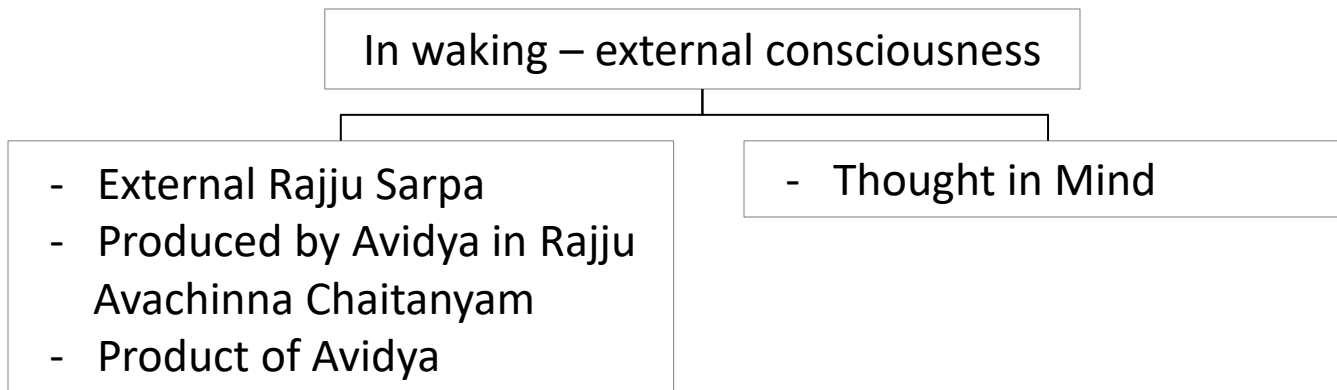 In waking – external consciousness
- External Rajju Sarpa
- Produced by Avidya in Rajju
Avachinna Chaitanyam
- Product of Avidya
- Thought in Mind